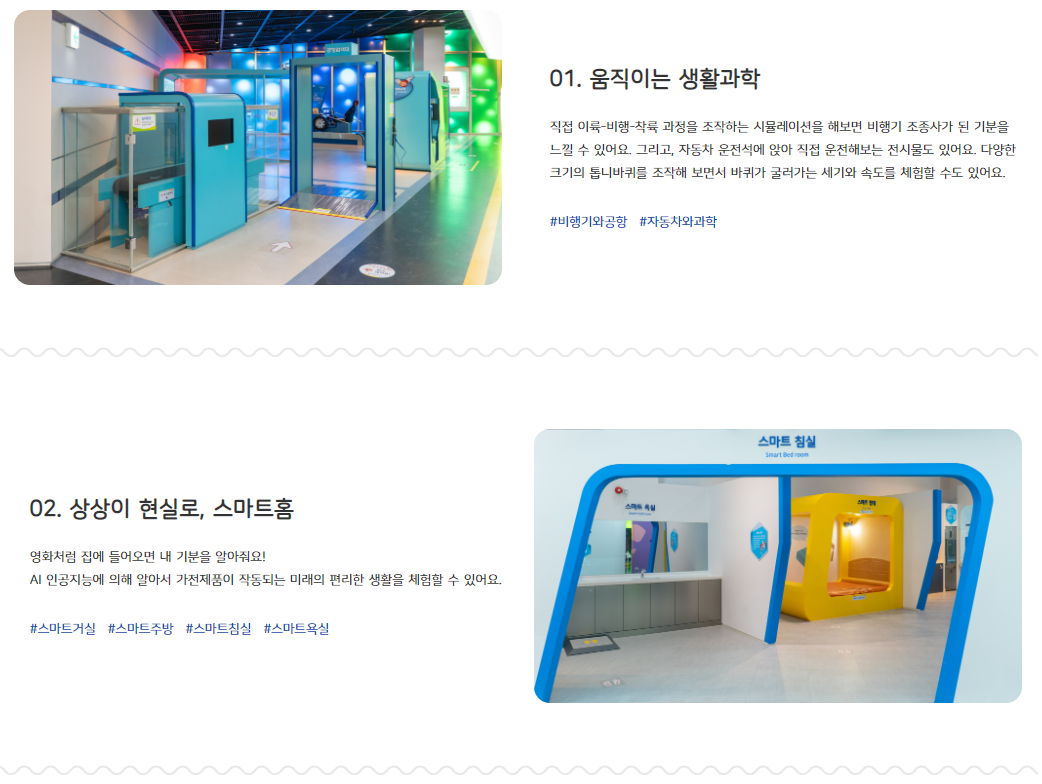 01. 움직이는 생활과학
직접 이륙-비행-착륙 과정을 조작하는 시뮬레이션을 해보면 비행기 조종사가 된 기분을
느낄 수 있어요. 그리고, 자동차 운전석에 앉아 직접 운전해보는 전시물도 있어요. 다양한
크기의 톱니바퀴를 조작해 보면서 바퀴가 굴러가는 세기와 속도를 체험할 수도 있어요.
#비행기와공항 #자동차와과학
02. 상상이 현실로, 스마트홈
영화처럼 집에 들어오면 내 기분을 알아줘요!
AI 인공지능에 의해 알아서 가전제품이 작동되는 미래의 편리한 생활을 체험할 수 있어요.
#스마트거실 #스마트주방 #스마트침실 #스마트욕실
스마트 침실
Smart Bed room
스마트 욕실